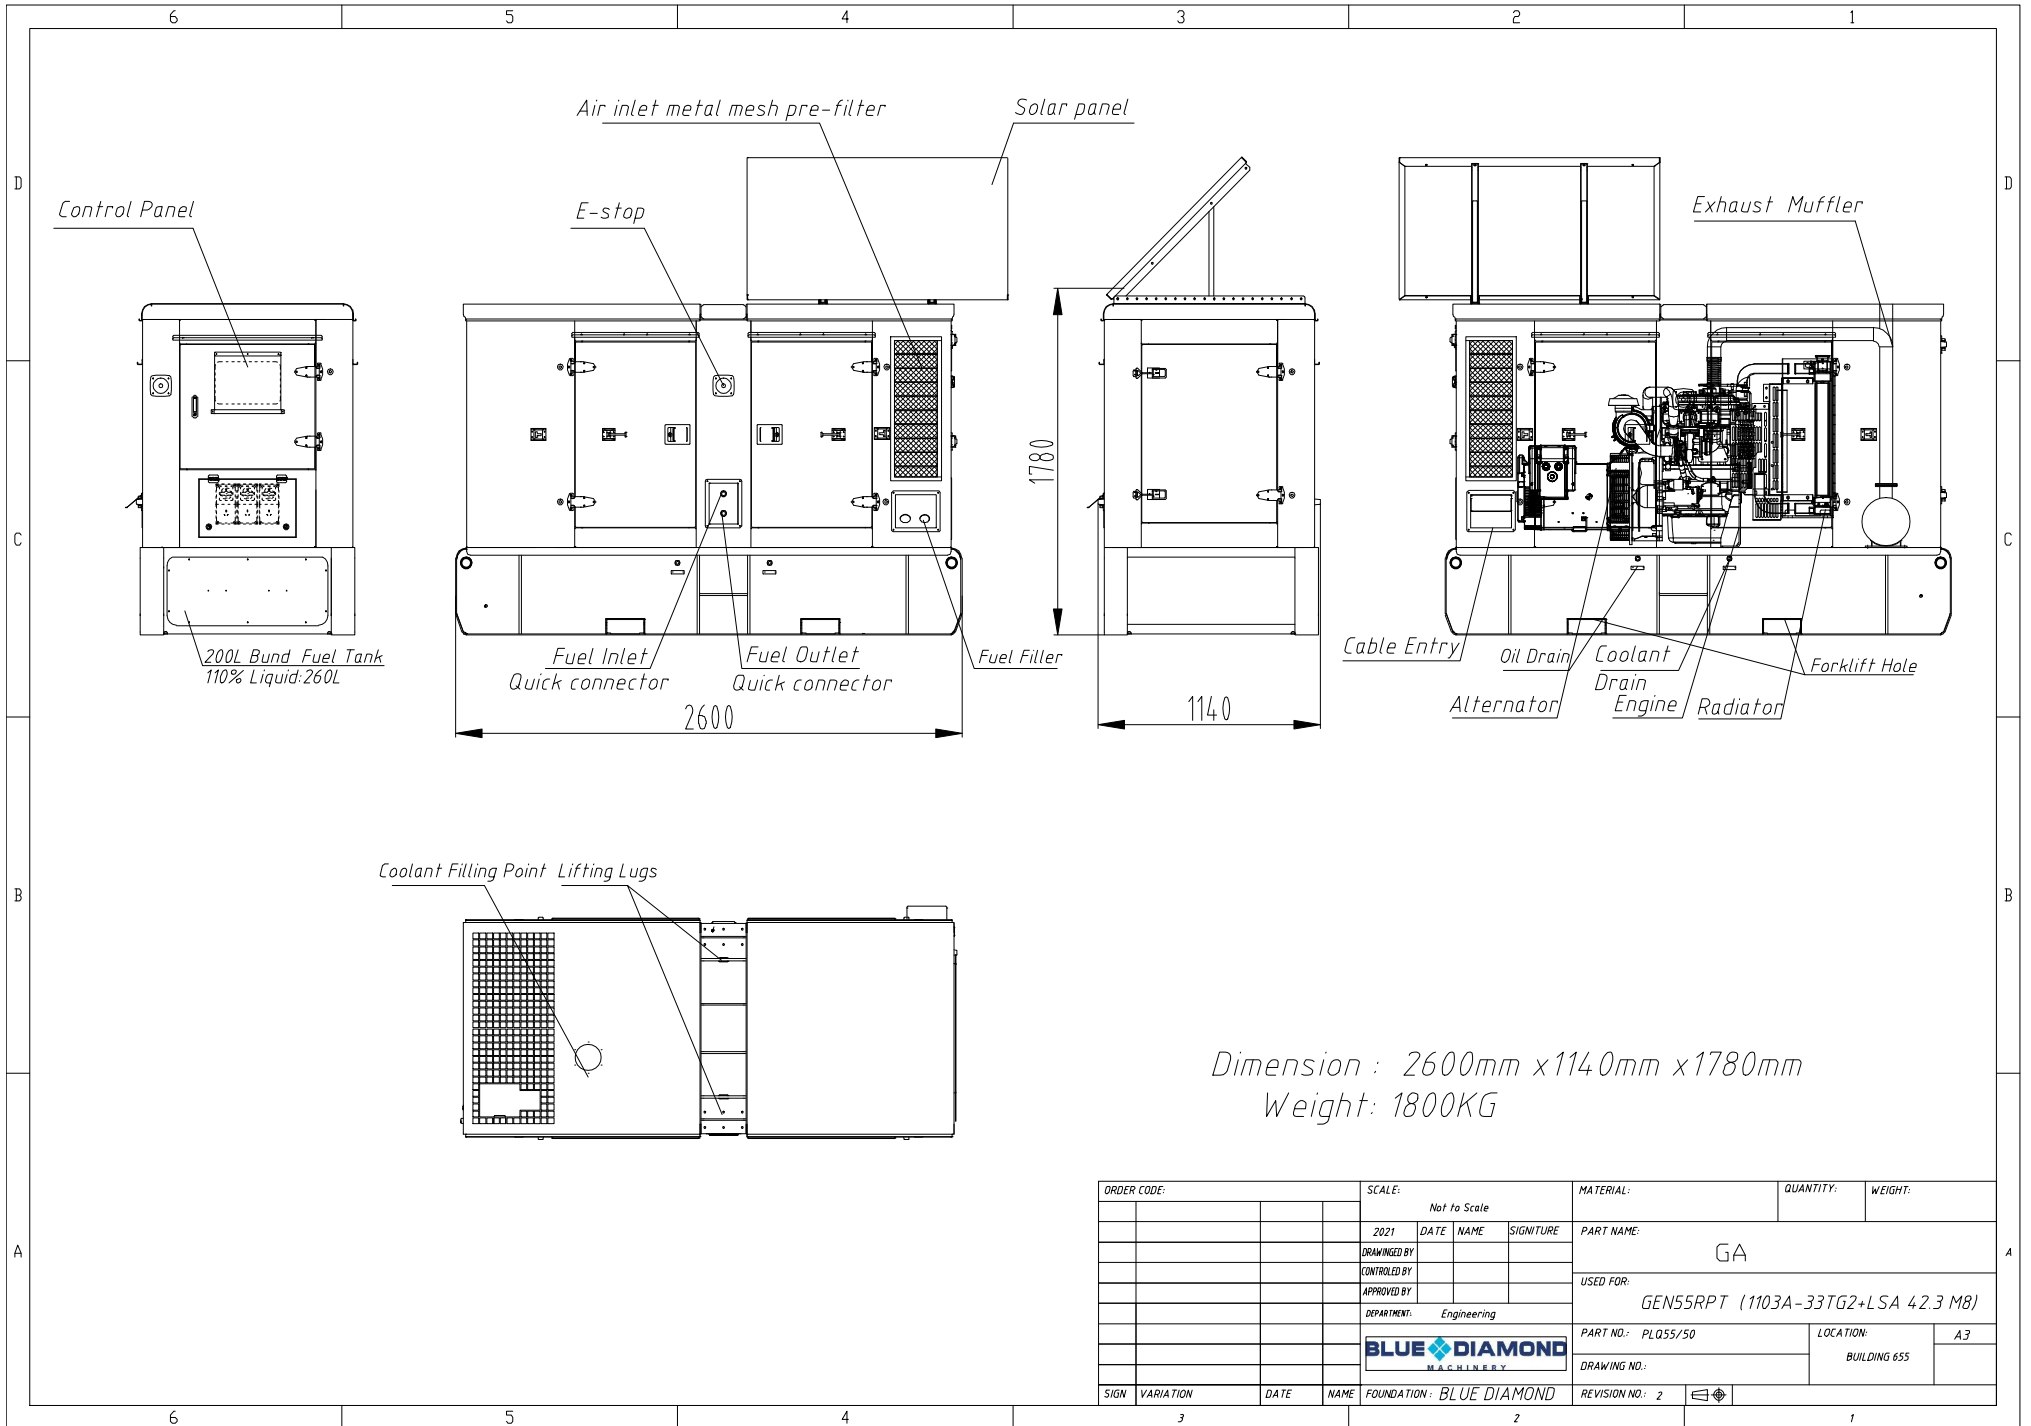 6 5 4 3 2 1
Air inlet metal mesh pre-filter
Solar panel
D
D
Control Panel
E-stop
Exhaust Muffler
1780
C
C
200L Bund Fuel Tank
110% Liquid:260L
Fuel Inlet
Quick connector
Fuel Outlet
Quick connector
Fuel Filler
2600
1140
Cable Entry
Oil Drain
Coolant
Drain
Forklift Hole
Alternator
Engine
Radiator
Coolant Filling Point
Lifting Lugs
B
B
Dimension : 2600mm x1140mm x1780mm
Weight: 1800KG
A
A
ORDER CODE:
SCALE:
Not to Scale
MATERIAL:
QUANTITY:
WEIGHT:
2021 DATE NAME SIGNITURE
DRAWINGED BY
CONTROLED BY
APPROVED BY
DEPARTMENT: Engineering
PART NAME:
GA
USED FOR:
GEN55RPT (1103A-33TG2+LSA 42.3 M8)
BLUE DIAMOND
MACHINERY
PART NO.: PLQ55/50
LOCATION:
BUILDING 655
A3
DRAWING NO.:
SIGN VARIATION DATE NAME
FOUNDATION : BLUE DIAMOND
REVISION NO.: 2
6 5 4 3 2 1